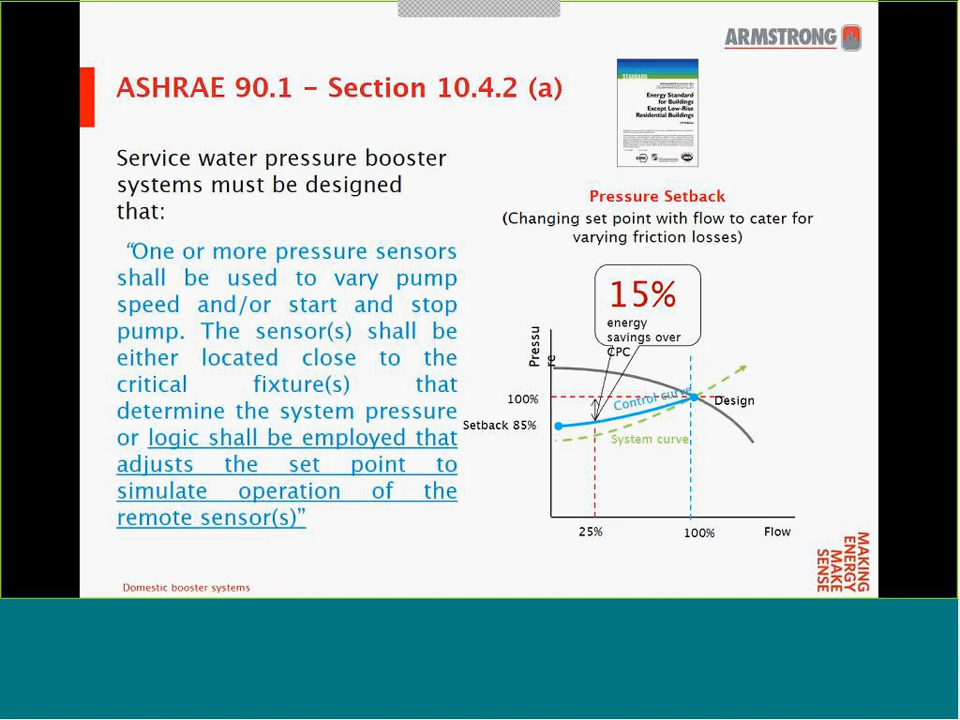 ARMSTRONG
ASHRAE 90.1 – Section 10.4.2 (a)
STANDARD
Energy Standard
for Buildings
Except Low-Rise
Residential Buildings
Service water pressure booster
systems must be designed
that:
“One or more pressure sensors
shall be used to vary pump
speed and/or start and stop
pump. The sensor(s) shall be
either located close to the
critical fixture(s) that
determine the system pressure
or logic shall be employed that
adjusts the set point to
simulate operation of the
remote sensor(s)”
Pressure Setback
(Changing set point with flow to cater for
varying friction losses)
15%
energy
savings over
CPC
Pressu
re
100%
Setback 85%
Control curve
Design
System curve
25%
100%
Flow
MAKING
ENERGY
MAKE
SENSE
Domestic booster systems